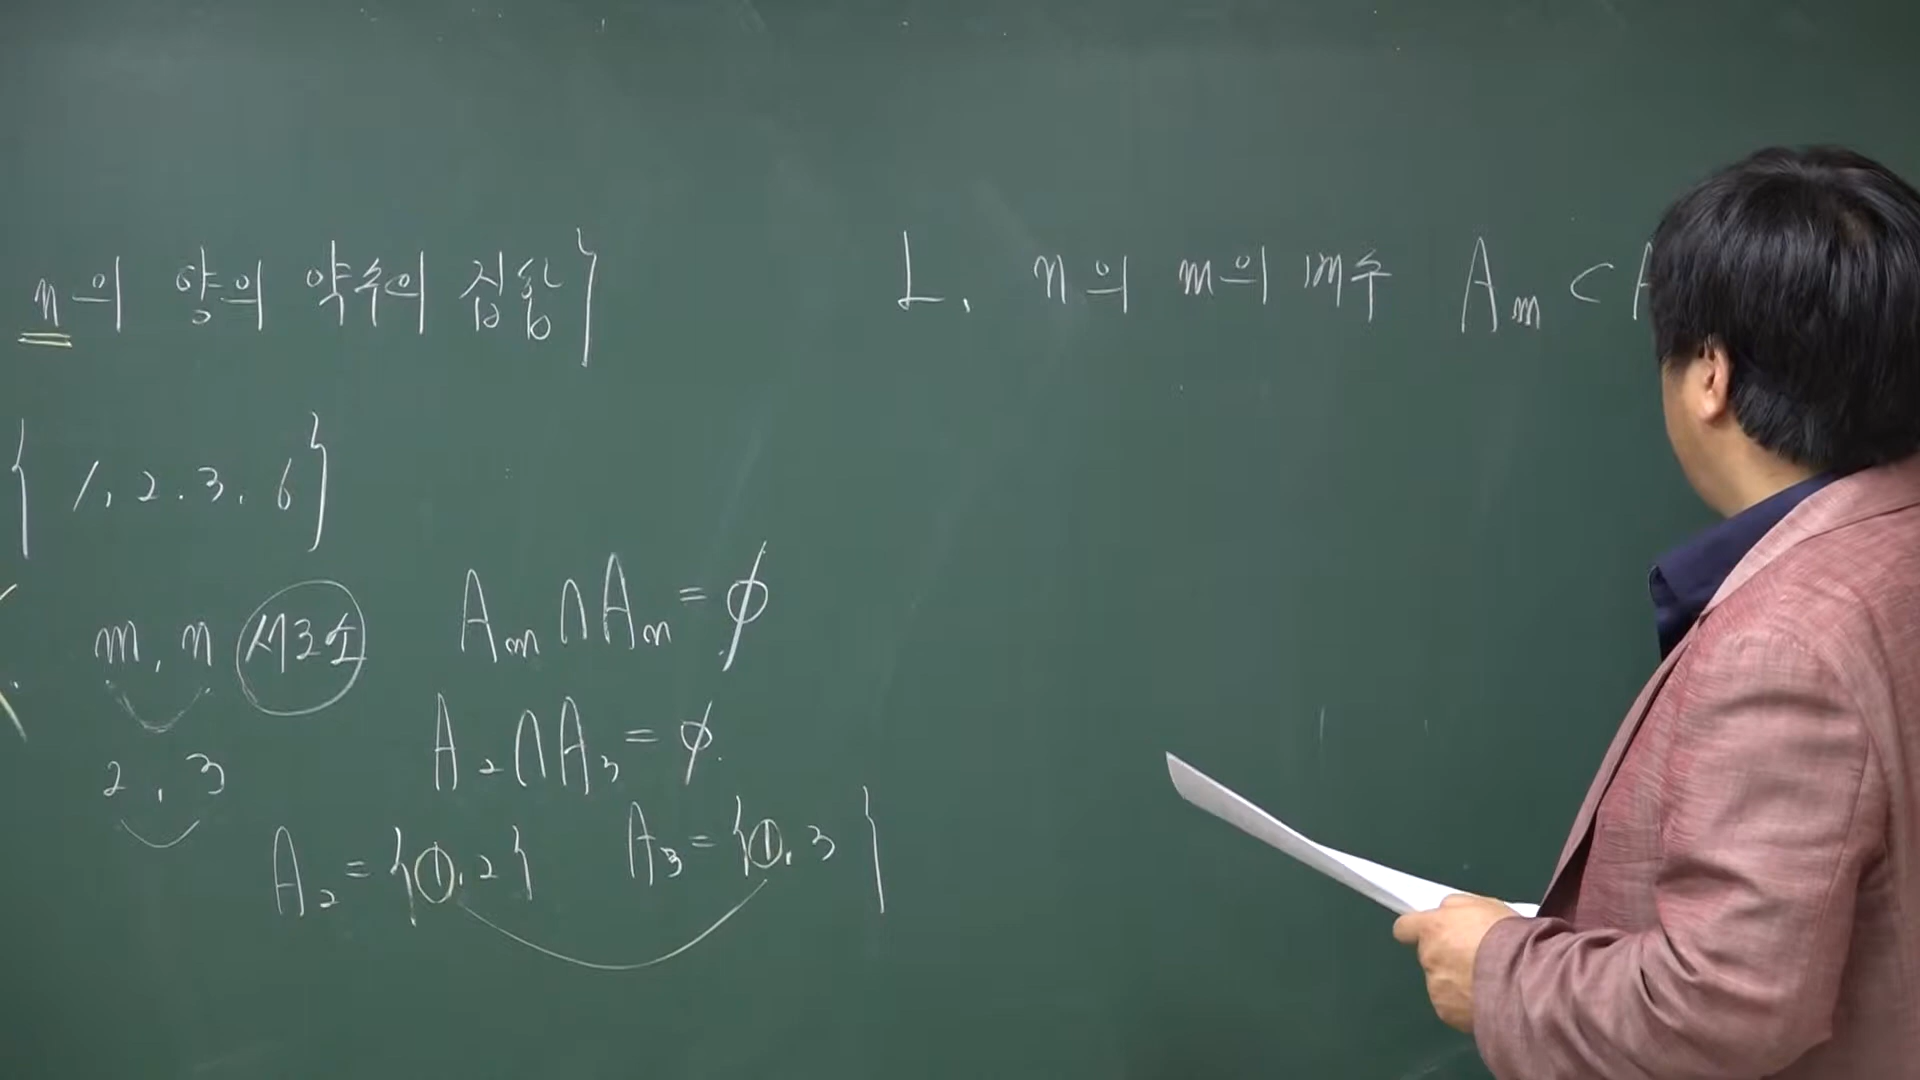 n의 양의 약수의 집합}
{ 1, 2. 3. 6}
m, n 서로소 Aₘ ∩ Aₙ = ∅
2, 3 A₂ ∩ A₃ = ∅.
A₂ = {1, 2} A₃ = {1, 3 }
ㄴ. n의 m의 배수 Aₘ ⊂ A